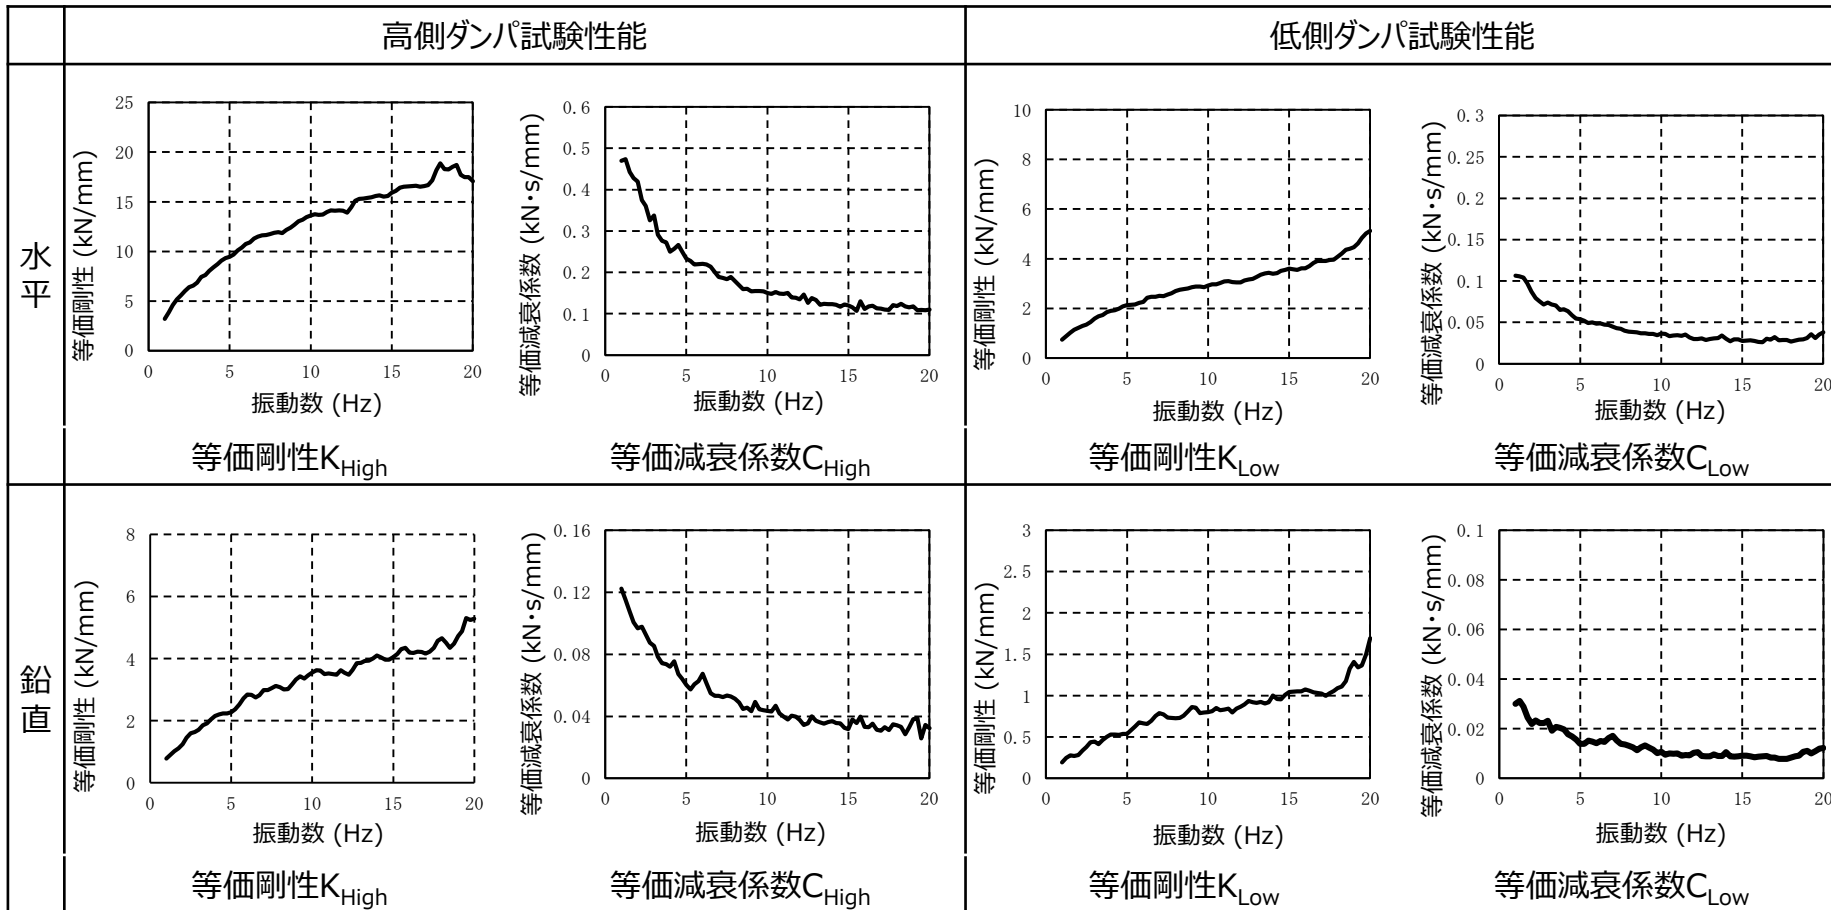 高側ダンパ試験性能
低側ダンパ試験性能
水平
等価剛性 (kN/mm)
25
20
15
10
5
0
0 5 10 15 20
振動数 (Hz)
等価剛性KHigh
等価減衰係数 (kN・s/mm)
0.6
0.5
0.4
0.3
0.2
0.1
0
0 5 10 15 20
振動数 (Hz)
等価減衰係数CHigh
等価剛性 (kN/mm)
10
8
6
4
2
0
0 5 10 15 20
振動数 (Hz)
等価剛性KLow
等価減衰係数 (kN・s/mm)
0.3
0.25
0.2
0.15
0.1
0.05
0
0 5 10 15 20
振動数 (Hz)
等価減衰係数CLow
鉛直
等価剛性 (kN/mm)
8
6
4
2
0
0 5 10 15 20
振動数 (Hz)
等価剛性KHigh
等価減衰係数 (kN・s/mm)
0.16
0.12
0.08
0.04
0
0 5 10 15 20
振動数 (Hz)
等価減衰係数CHigh
等価剛性 (kN/mm)
3
2.5
2
1.5
1
0.5
0
0 5 10 15 20
振動数 (Hz)
等価剛性KLow
等価減衰係数 (kN・s/mm)
0.1
0.08
0.06
0.04
0.02
0
0 5 10 15 20
振動数 (Hz)
等価減衰係数CLow